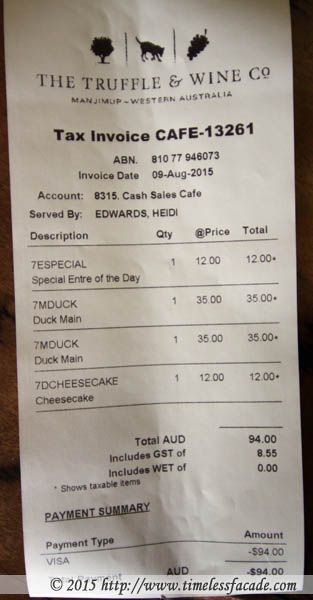 THE TRUFFLE & WINE Co
MANJIMUP - WESTERN AUSTRALIA
Tax Invoice CAFE-13261
ABN. 810 77 946073
Invoice Date 09-Aug-2015
Account: 8315. Cash Sales Cafe
Served By: EDWARDS, HEIDI
Description Qty @Price Total
7ESPECIAL 1 12.00 12.00*
Special Entre of the Day
7MDUCK 1 35.00 35.00*
Duck Main
7MDUCK 1 35.00 35.00*
Duck Main
7DCHEESECAKE 1 12.00 12.00*
Cheesecake
Total AUD 94.00
Includes GST of 8.55
Includes WET of 0.00
* Shows taxable items
PAYMENT SUMMARY
Payment Type Amount
VISA -$94.00
AUD -$94.00
© 2015 http://www.timelessfacade.com